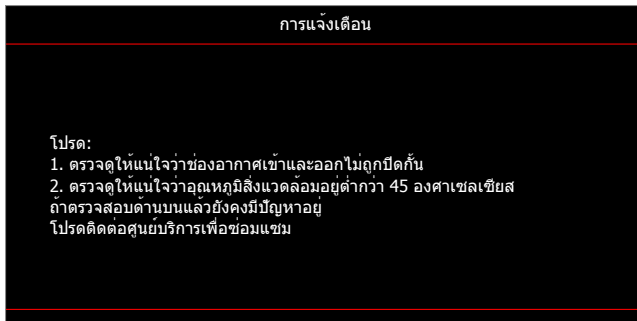 การแจ้งเตือน
โปรด:
1. ตรวจดูให้แน่ใจว่าช่องอากาศเข้าและออกไม่ถูกปิดกั้น
2. ตรวจดูให้แน่ใจว่าอุณหภูมิสิ่งแวดล้อมอยู่ต่ำกว่า 45 องศาเซลเซียส
ถ้าตรวจสอบด้านบนแล้วยังคงมีปัญหาอยู่
โปรดติดต่อศูนย์บริการเพื่อซ่อมแซม